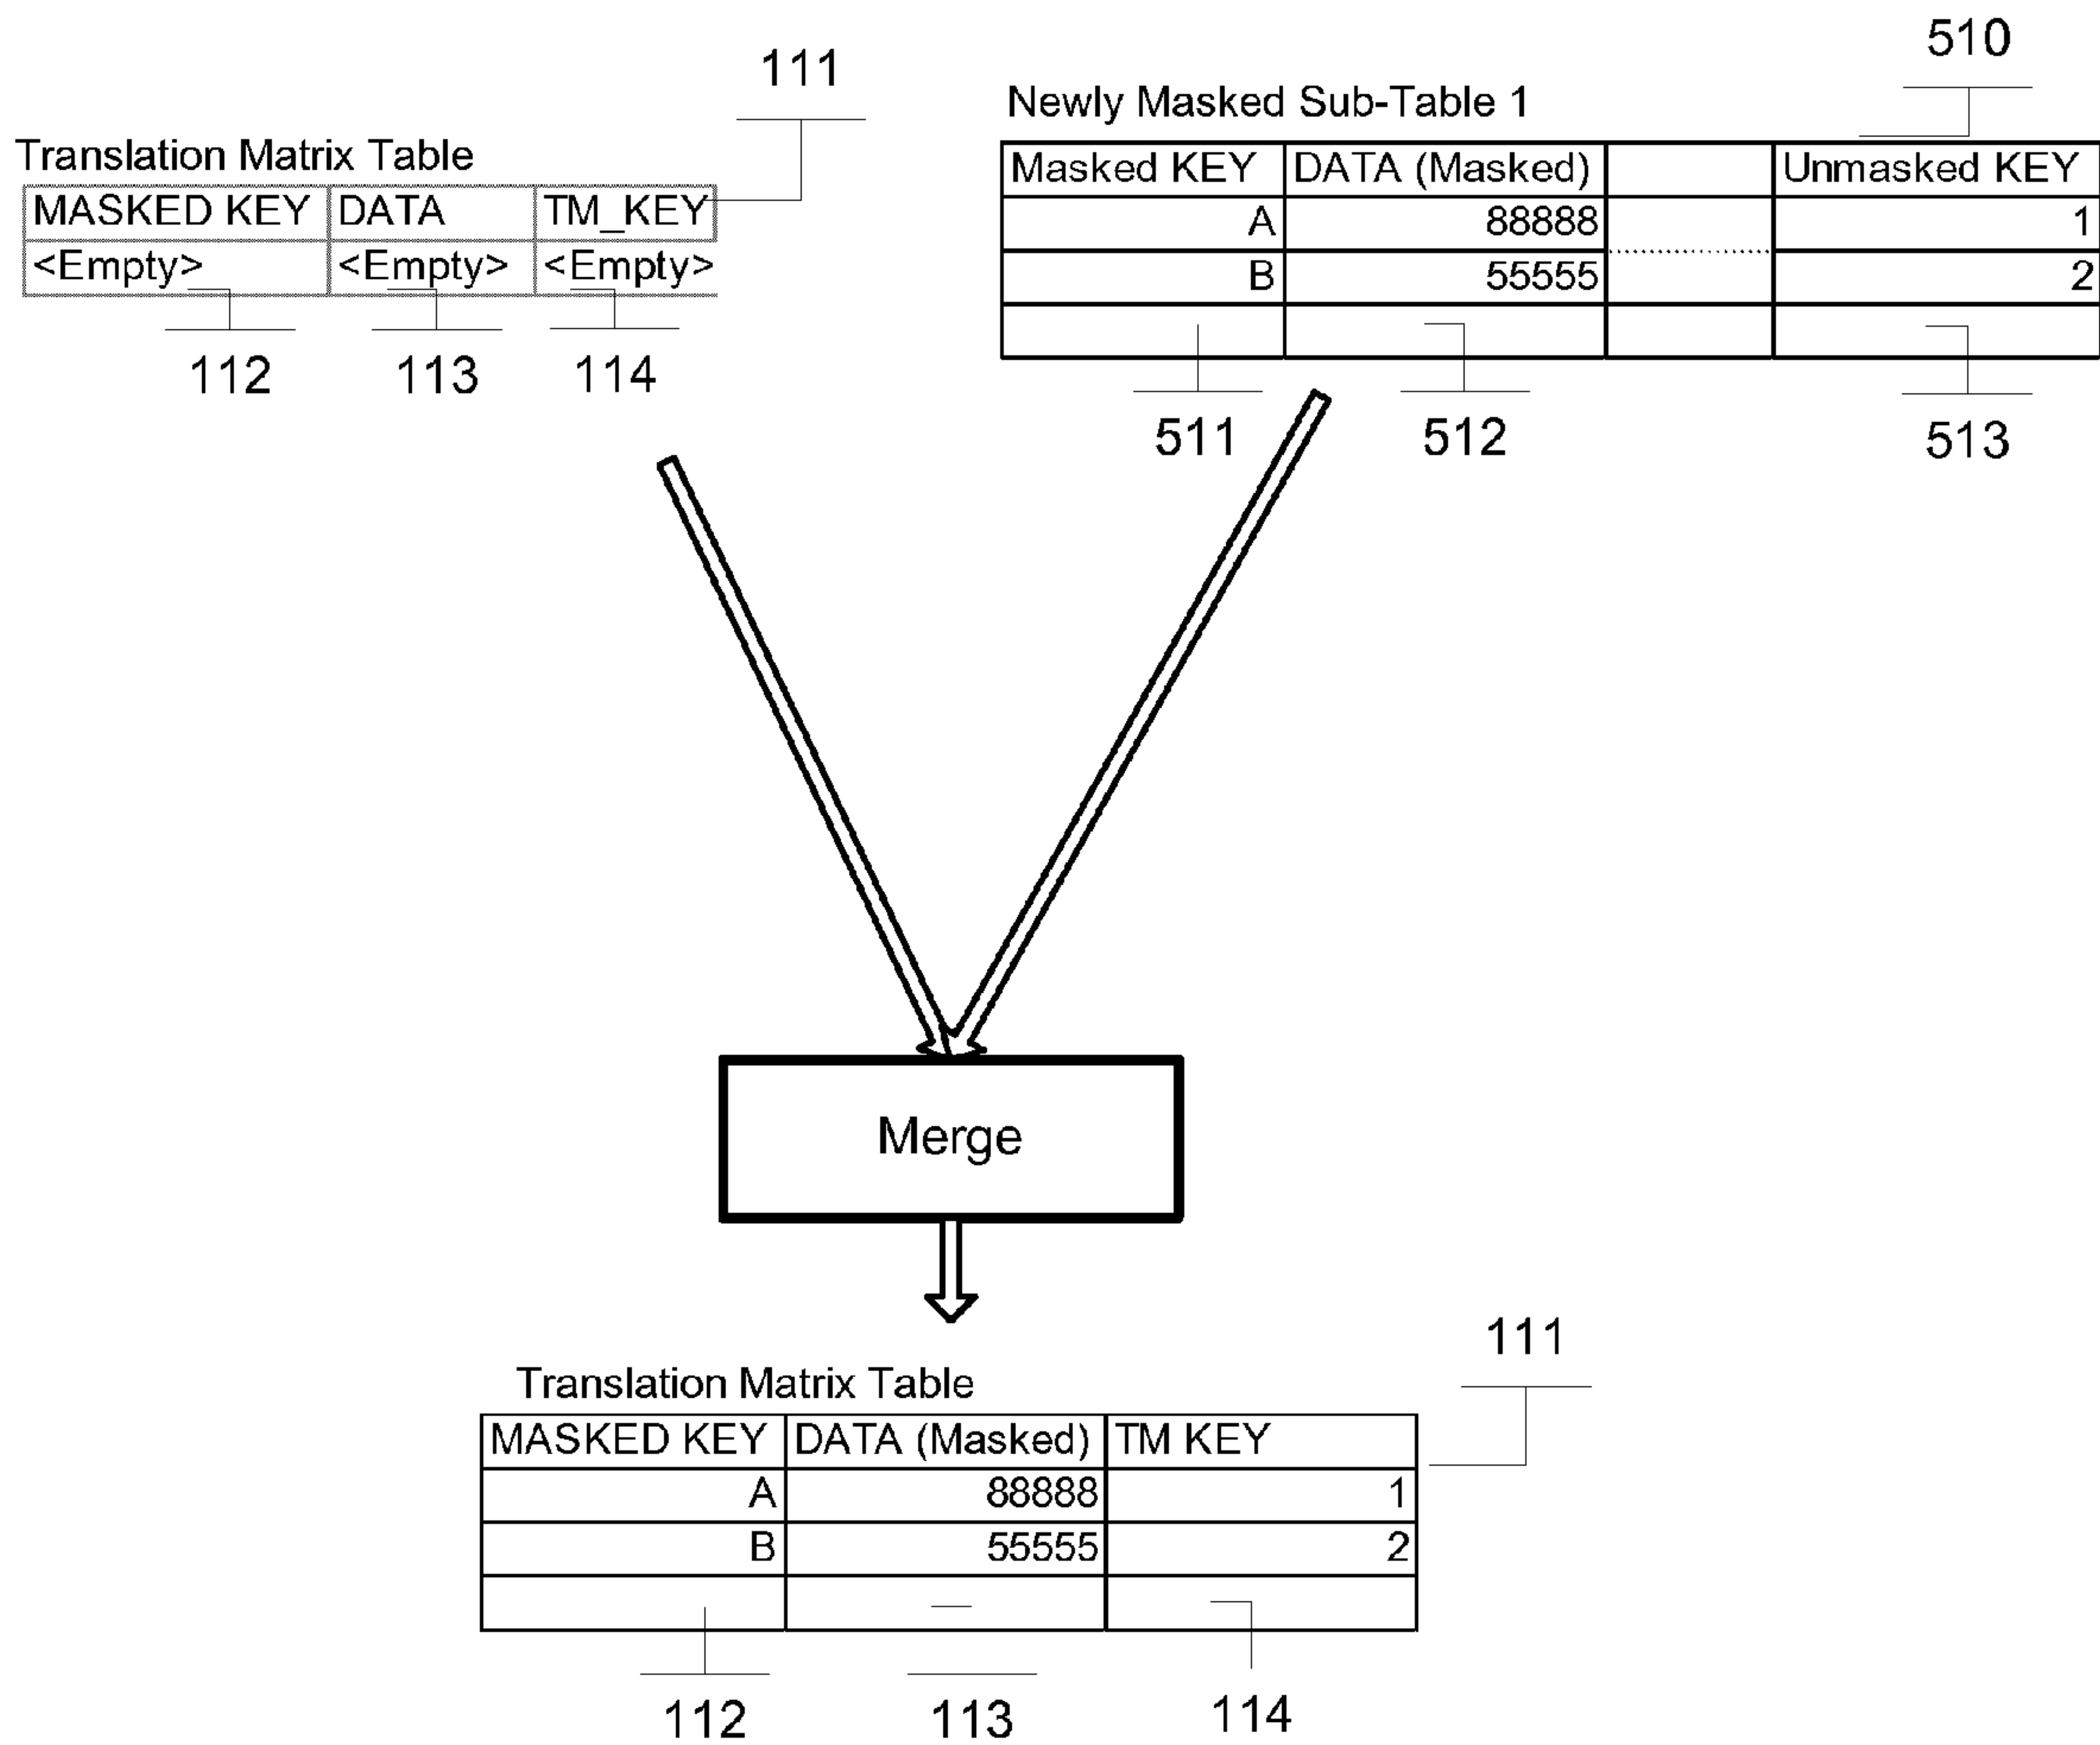 510
111
Newly Masked Sub-Table 1
Translation Matrix Table
Masked KEY DATA (Masked) Unmasked KEY
MASKED KEY DATA TM_KEY
A 88888 1
<Empty> <Empty> <Empty>
B 55555 2
112 113 114
511 512 513
Merge
111
Translation Matrix Table
MASKED KEY DATA (Masked) TM KEY
A 88888 1
B 55555 2
112 113 114